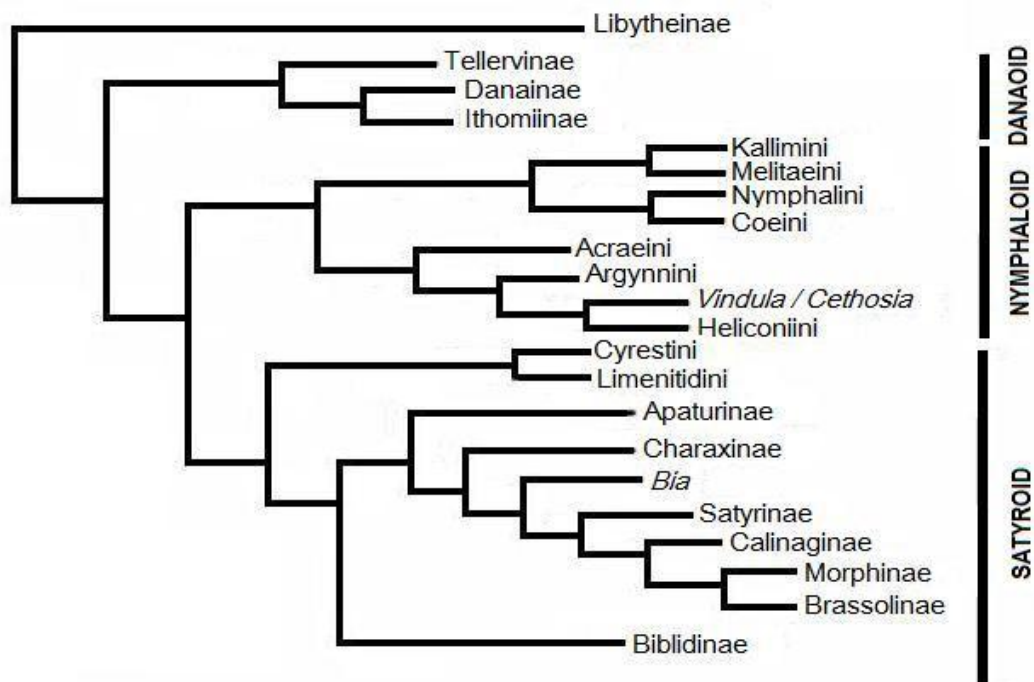 Libytheinae
Tellervinae
Danainae
Ithomiinae
Kallimini
Melitaeini
Nymphalini
Coeini
Acraeini
Argynnini
Vindula / Cethosia
Heliconiini
Cyrestini
Limenitidini
Apaturinae
Charaxinae
Bia
Satyrinae
Calinaginae
Morphinae
Brassolinae
Biblidinae
DANAOID
NYMPHALOID
SATYROID